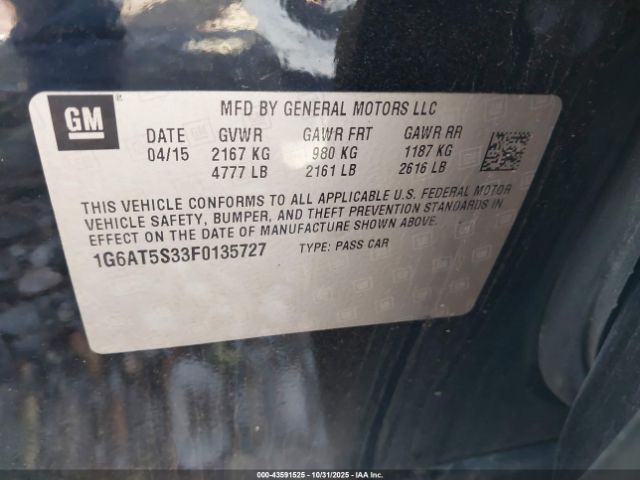 GM
MFD BY GENERAL MOTORS LLC
DATE GVWR GAWR FRT GAWR RR
04/15 2167 KG 980 KG 1187 KG
4777 LB 2161 LB 2616 LB
THIS VEHICLE CONFORMS TO ALL APPLICABLE U.S. FEDERAL MOTOR
VEHICLE SAFETY, BUMPER, AND THEFT PREVENTION STANDARDS IN
EFFECT ON THE DATE OF MANUFACTURE SHOWN ABOVE.
1G6AT5S33F0135727 TYPE: PASS CAR
000-43591525 - 10/31/2025 - IAA, Inc.